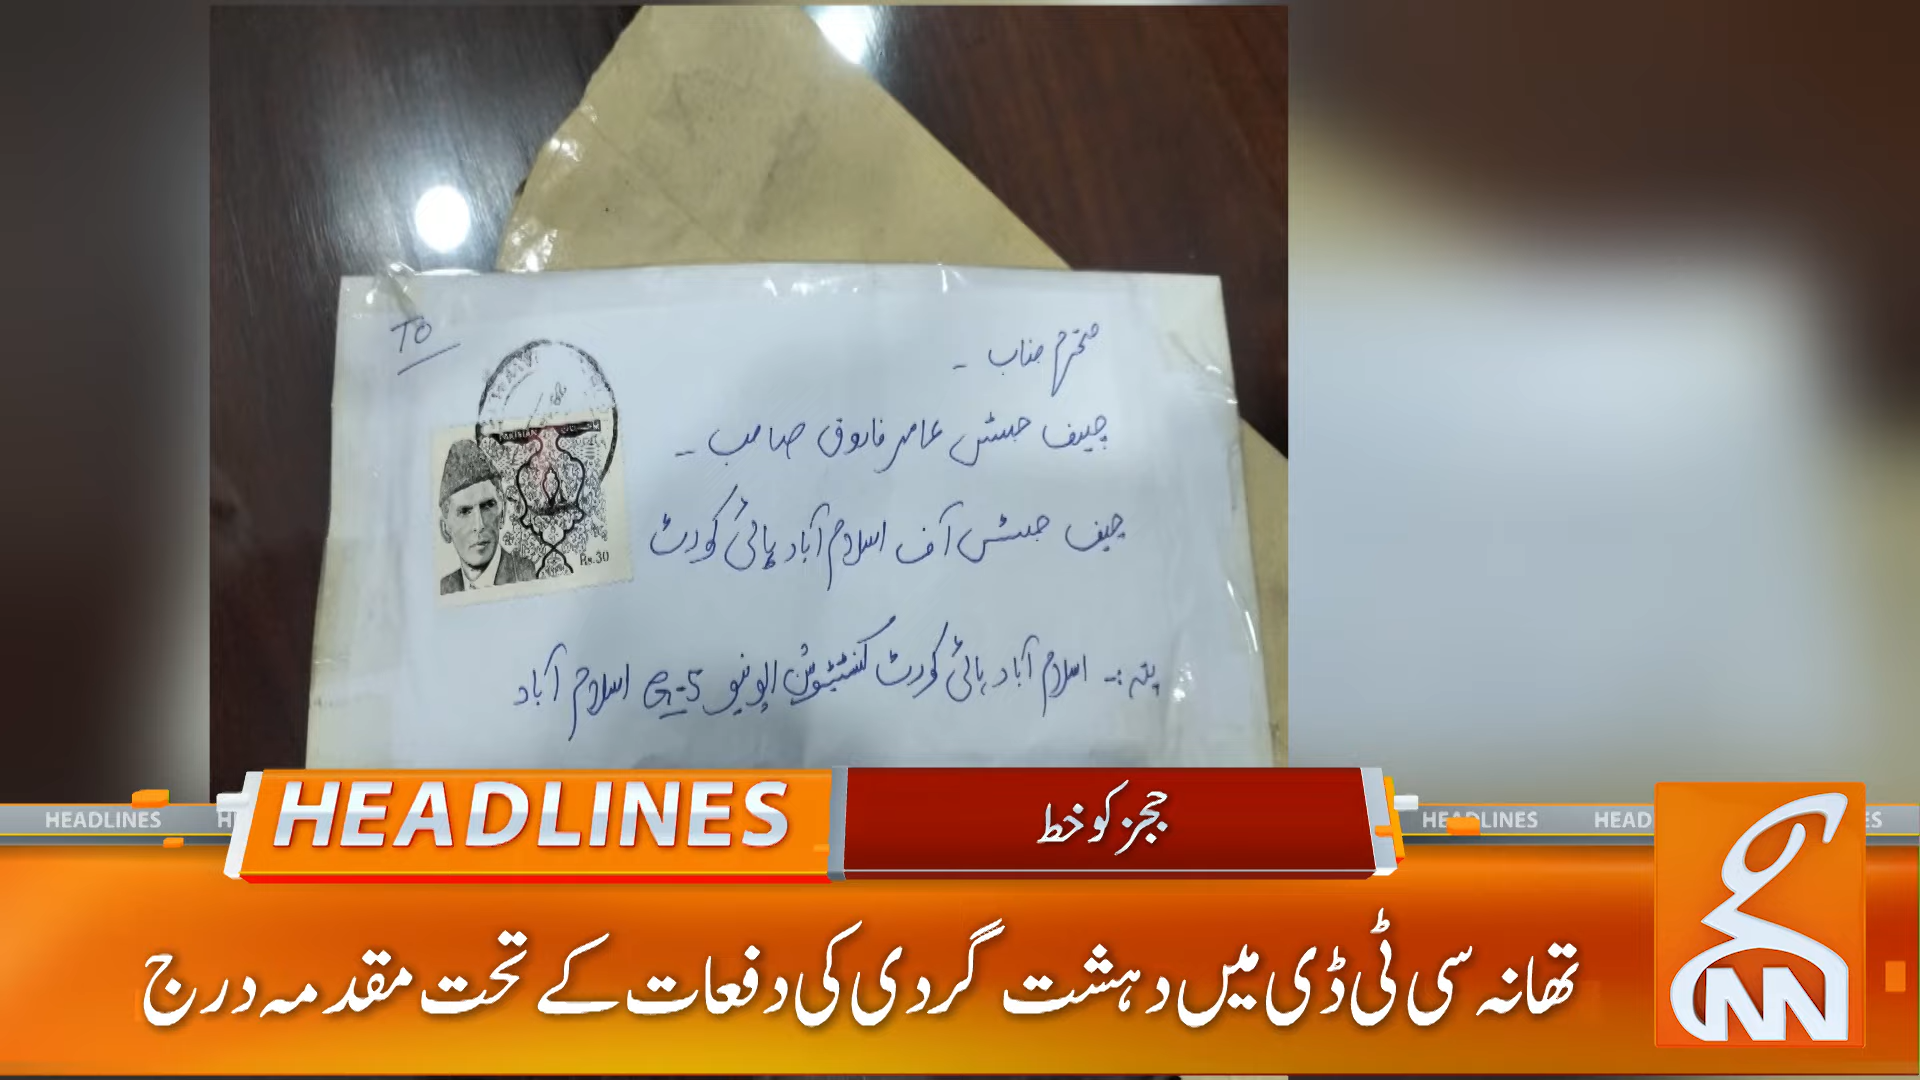 TO
محترم جناب -
چیف جسٹس عامر فاروق صاحب -
چیف جسٹس آف اسلام آباد ہائی کورٹ
پتہ :- اسلام آباد ہائی کورٹ کنسٹیٹیوشن ایونیو G-5 اسلام آباد
PAKISTAN
Rs.30
HEADLINES
ججز کو خط
HEADLINES
HEADLINES
HEAD
تھانہ سی ٹی ڈی میں دہشت گردی کی دفعات کے تحت مقدمہ درج
GNN